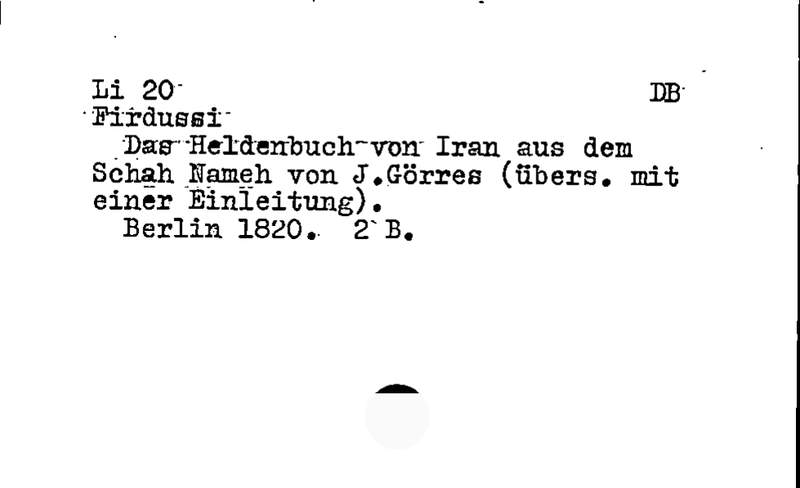 Li 20 DB
Firdussi
Das Heldenbuch von Iran aus dem
Schah Nameh von J.Görres (übers. mit
einer Einleitung).
Berlin 1820. 2 B.